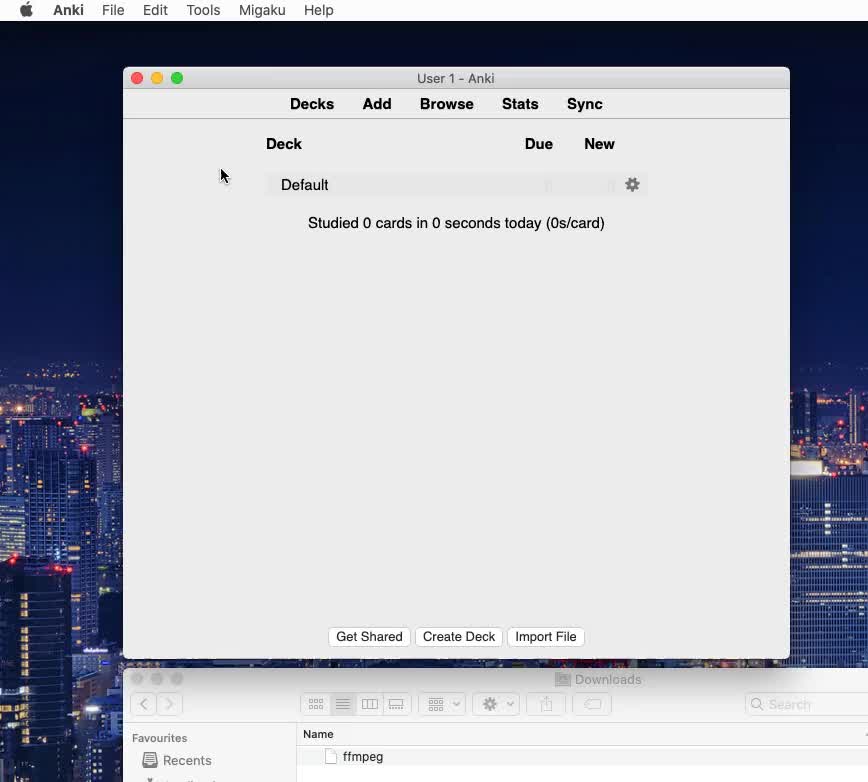 Anki File Edit Tools Migaku Help
User 1 - Anki
Decks Add Browse Stats Sync
Deck Due New
Default
Studied 0 cards in 0 seconds today (0s/card)
Get Shared Create Deck Import File
Downloads
Search
Favourites
Name
ffmpeg
Recents